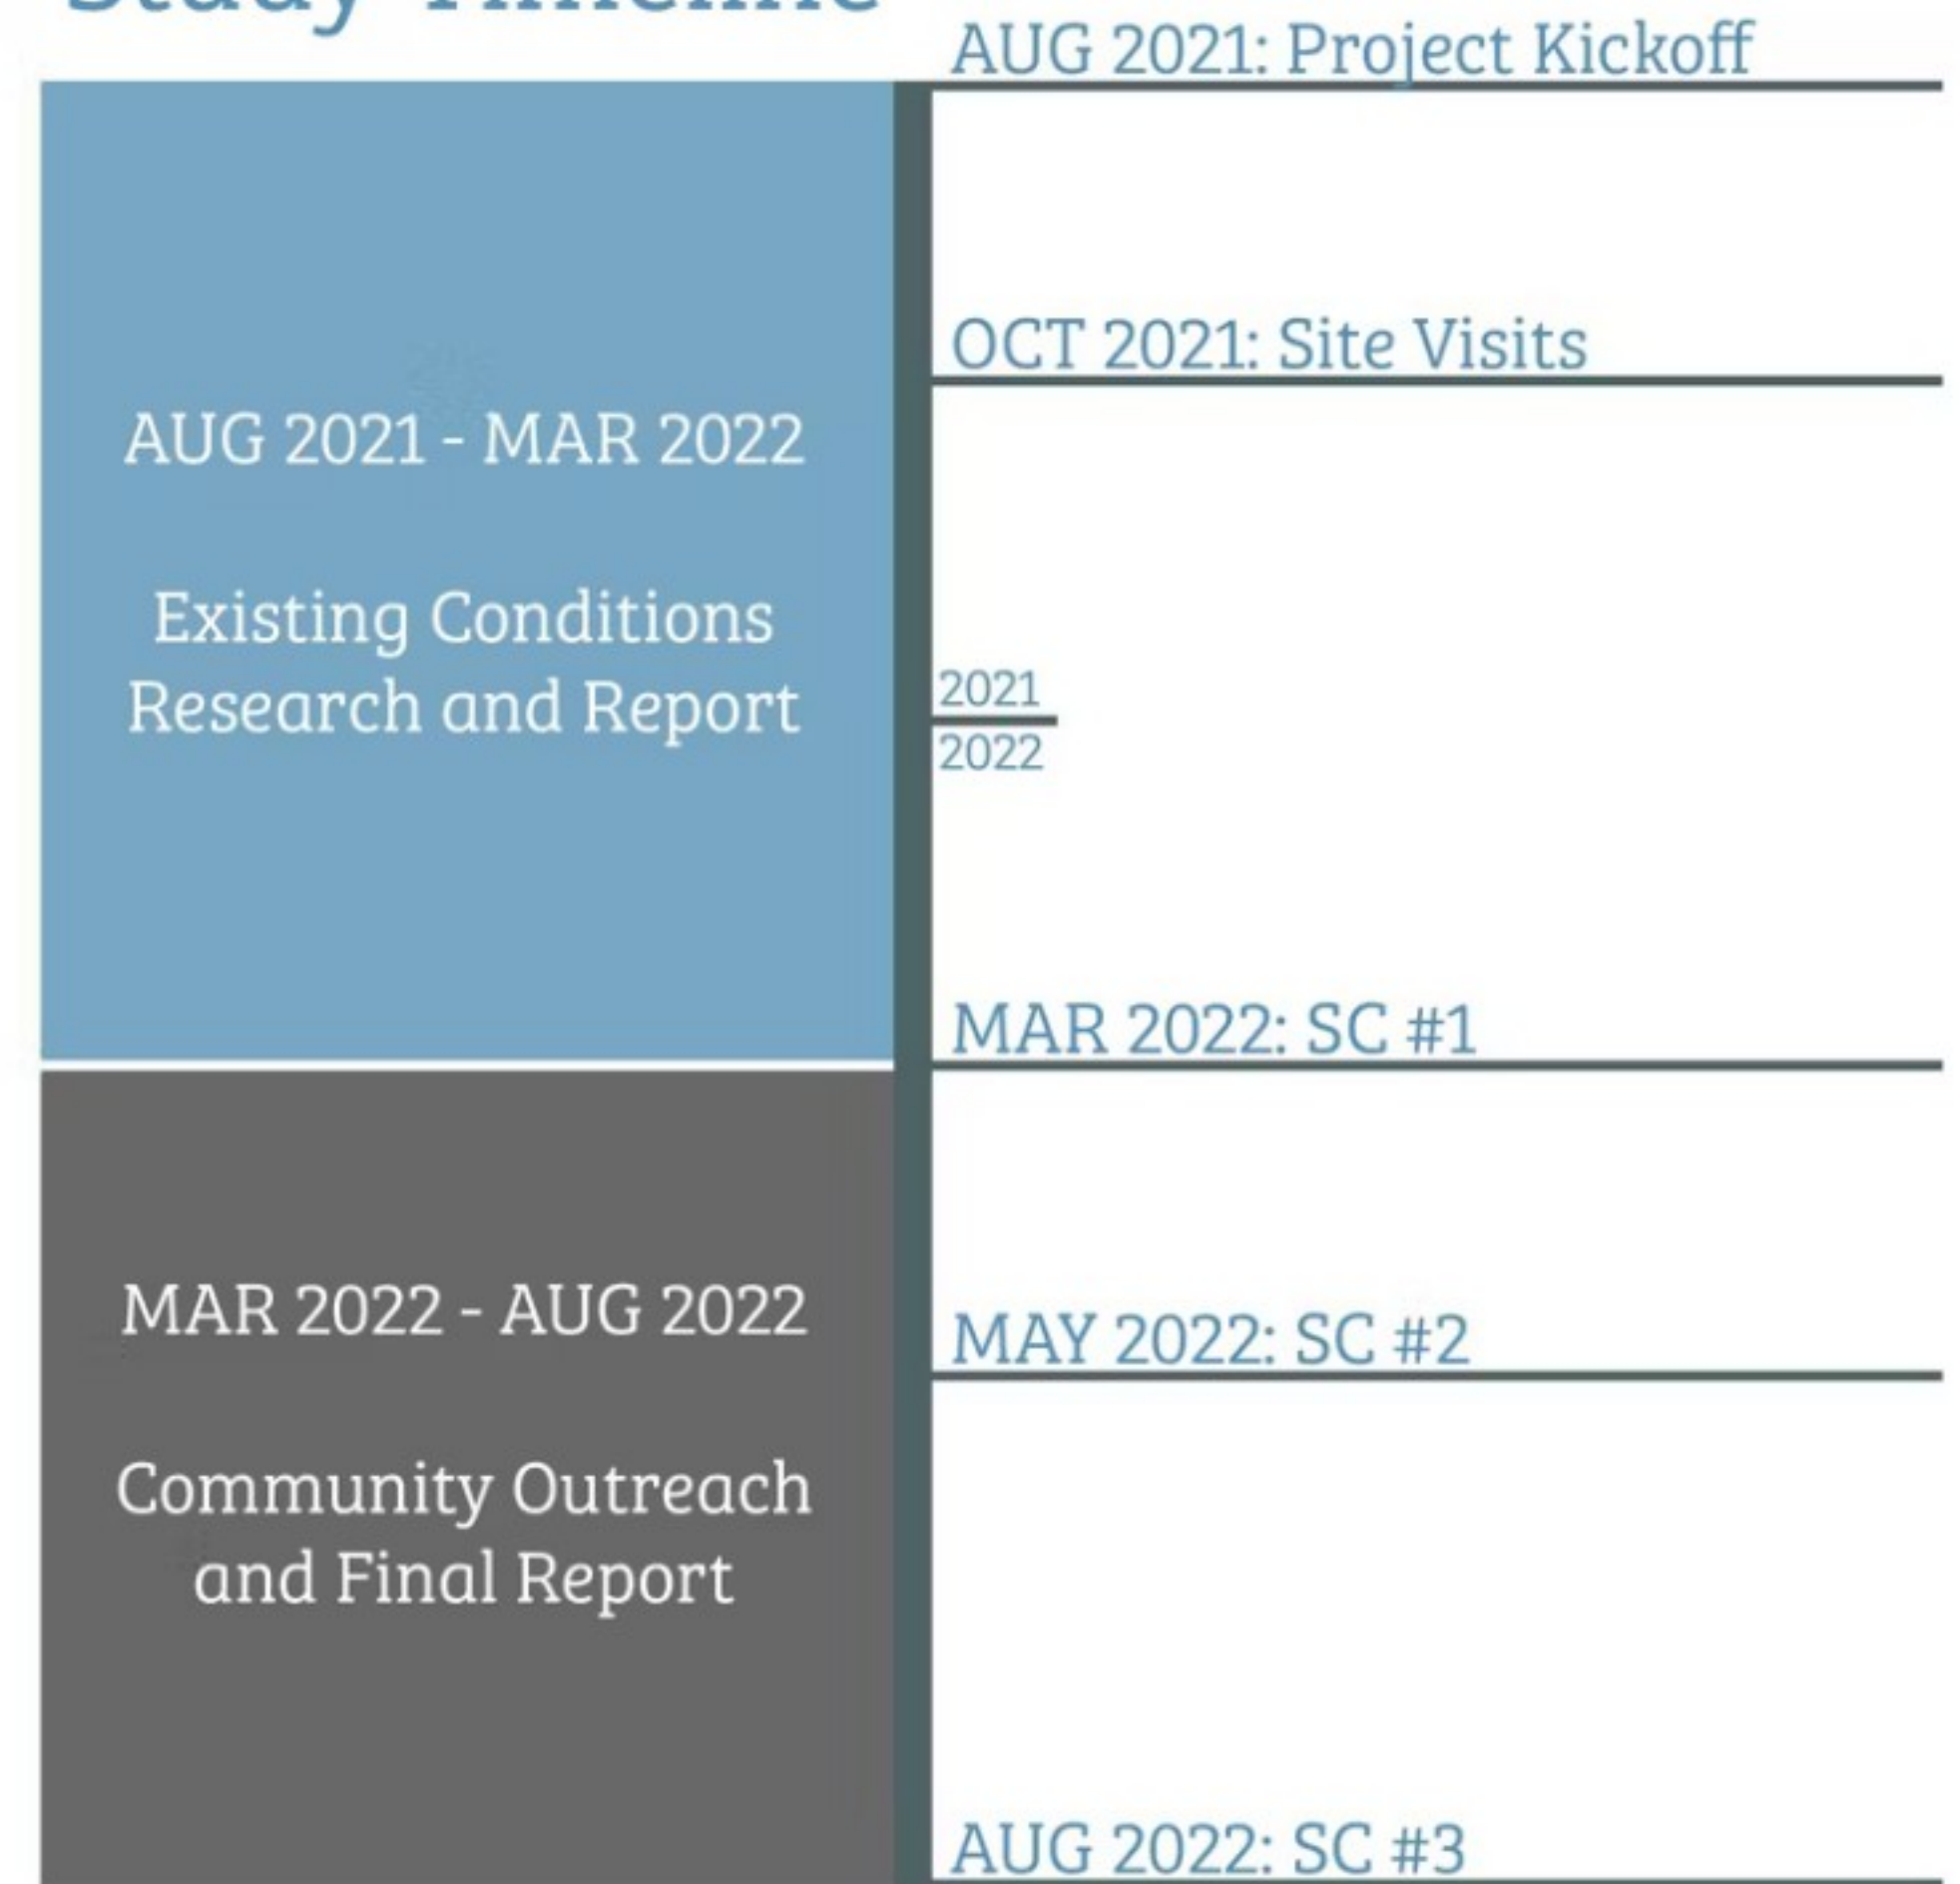 Study Timeline
AUG 2021: Project Kickoff
OCT 2021: Site Visits
AUG 2021 - MAR 2022
Existing Conditions
Research and Report
2021
2022
MAR 2022: SC #1
MAR 2022 - AUG 2022
MAY 2022: SC #2
Community Outreach
and Final Report
AUG 2022: SC #3